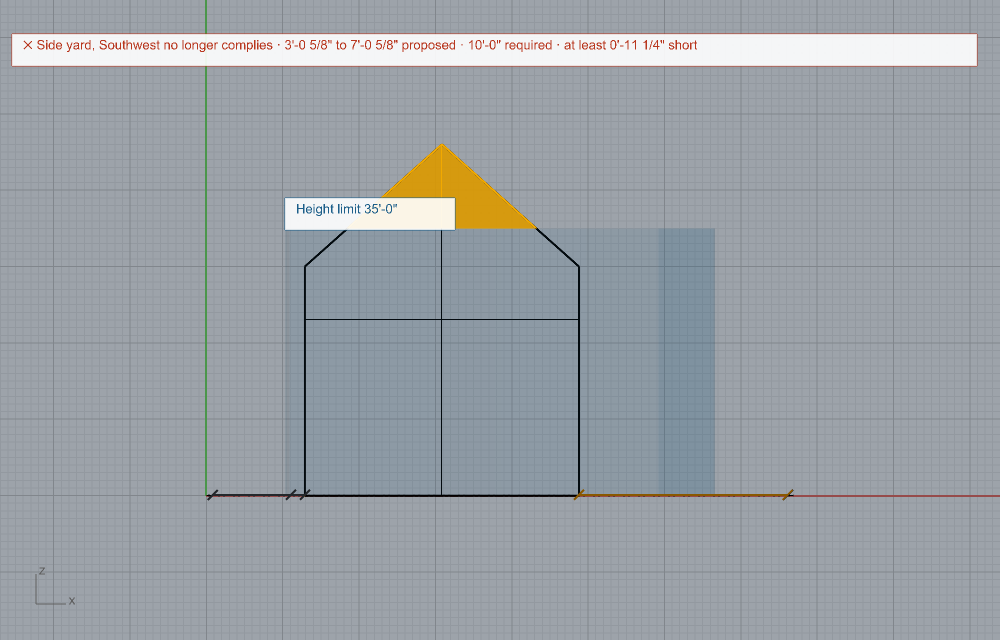 × Side yard, Southwest no longer complies · 3'-0 5/8" to 7'-0 5/8" proposed · 10'-0" required · at least 0'-11 1/4" short
Height limit 35'-0"
z
x